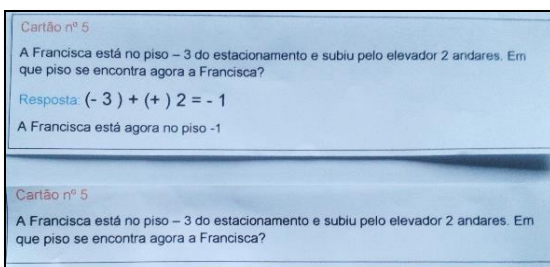 Cartão nº 5
A Francisca está no piso – 3 do estacionamento e subiu pelo elevador 2 andares. Em
que piso se encontra agora a Francisca?
Resposta: (- 3 ) + (+ ) 2 = - 1
A Francisca está agora no piso -1
Cartão nº 5
A Francisca está no piso – 3 do estacionamento e subiu pelo elevador 2 andares. Em
que piso se encontra agora a Francisca?